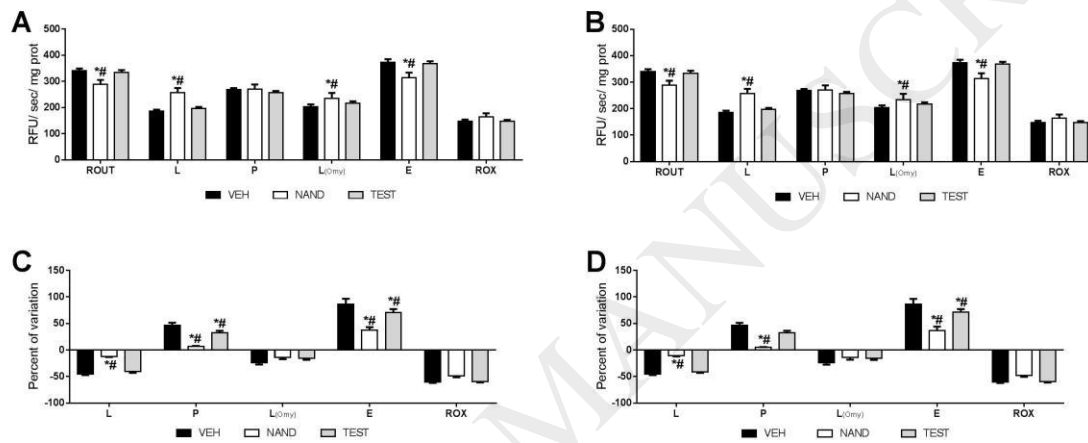 A
RFU/ sec/ mg prot
500
400
300
200
100
0
*#
*#
*#
*#
ROUT L P L(Omy) E ROX
VEH NAND TEST
B
RFU/ sec/ mg prot
500
400
300
200
100
0
*#
*#
*#
*#
ROUT L P L(Omy) E ROX
VEH NAND TEST
C
Percent of variation
150
100
50
0
-50
-100
*#
*#
*#
*#
*#
L P L(Omy) E ROX
VEH NAND TEST
D
Percent of variation
150
100
50
0
-50
-100
*#
*#
*#
*#
L P L(Omy) E ROX
VEH NAND TEST
MANUSCR